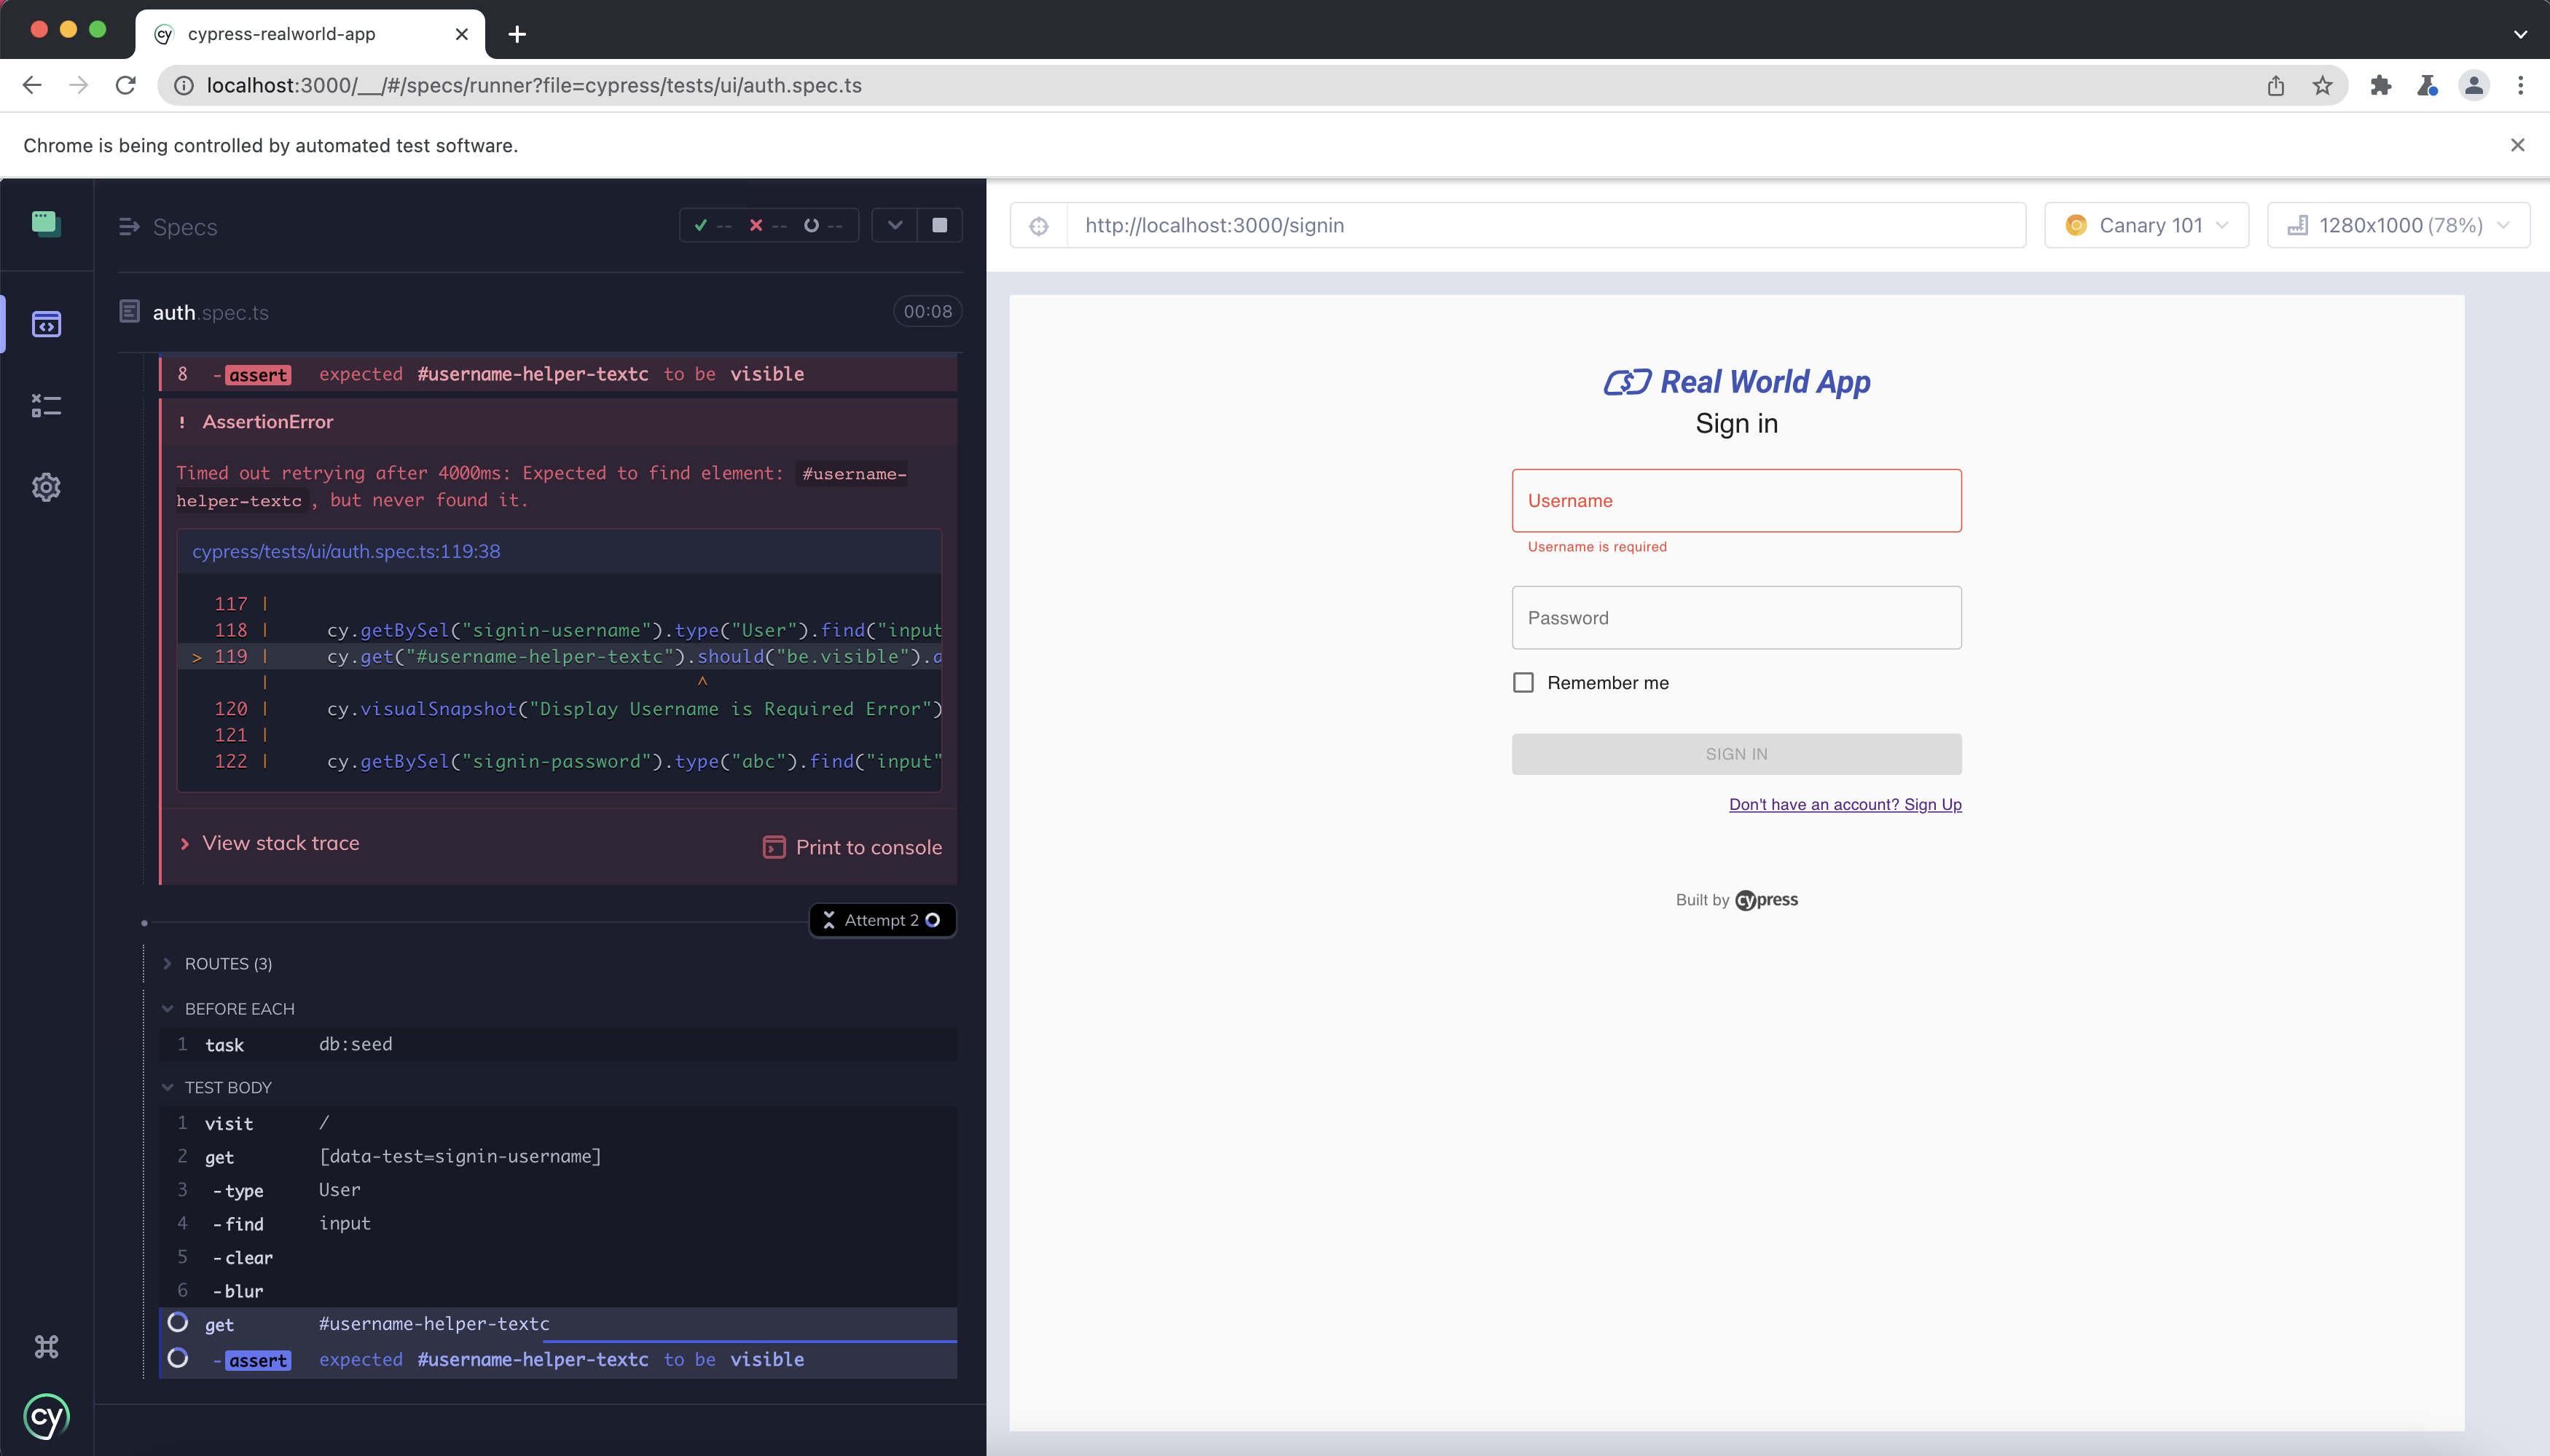 cypress-realworld-app
localhost:3000/__/#/specs/runner?file=cypress/tests/ui/auth.spec.ts
Chrome is being controlled by automated test software.
Specs
-- -- --
auth.spec.ts
00:08
8 -assert expected #username-helper-textc to be visible
! AssertionError
Timed out retrying after 4000ms: Expected to find element: #username-
helper-textc, but never found it.
cypress/tests/ui/auth.spec.ts:119:38
117 |
118 | cy.getBySel("signin-username").type("User").find("input
> 119 | cy.get("#username-helper-textc").should("be.visible").a
| ^
120 | cy.visualSnapshot("Display Username is Required Error")
121 |
122 | cy.getBySel("signin-password").type("abc").find("input"
View stack trace
Print to console
Attempt 2
ROUTES (3)
BEFORE EACH
1 task db:seed
TEST BODY
1 visit /
2 get [data-test=signin-username]
3 -type User
4 -find input
5 -clear
6 -blur
get #username-helper-textc
-assert expected #username-helper-textc to be visible
cy
http://localhost:3000/signin
Canary 101
1280x1000 (78%)
Real World App
Sign in
Username
Username is required
Password
Remember me
SIGN IN
Don't have an account? Sign Up
Built by cypress